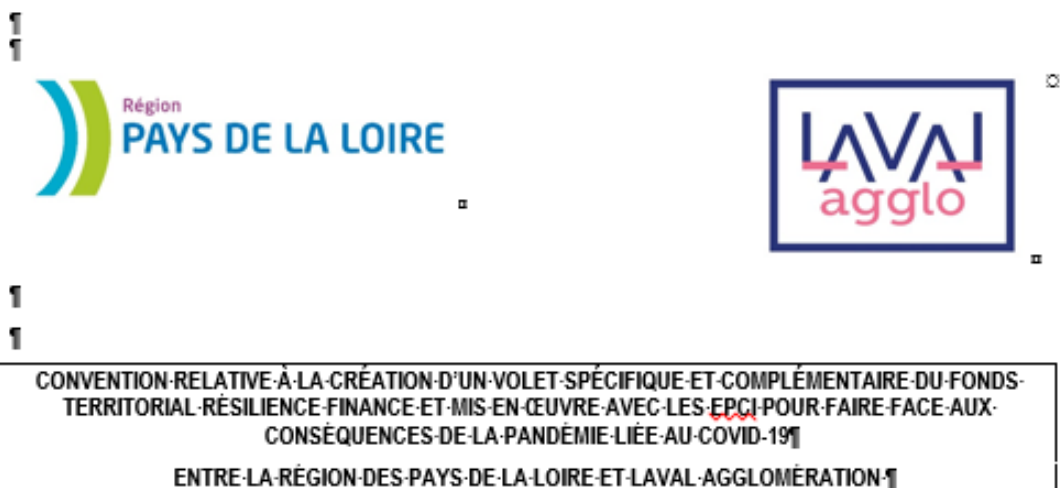 Région
PAYS DE LA LOIRE
LAVAL
agglo
CONVENTION RELATIVE À LA CRÉATION D'UN VOLET SPÉCIFIQUE ET COMPLÉMENTAIRE DU FONDS
TERRITORIAL RÉSILIENCE FINANCE ET MIS EN ŒUVRE AVEC LES EPCI POUR FAIRE FACE AUX
CONSÉQUENCES DE LA PANDÉMIE LIÉE AU COVID-19
ENTRE LA RÉGION DES PAYS DE LA LOIRE ET LAVAL AGGLOMÉRATION